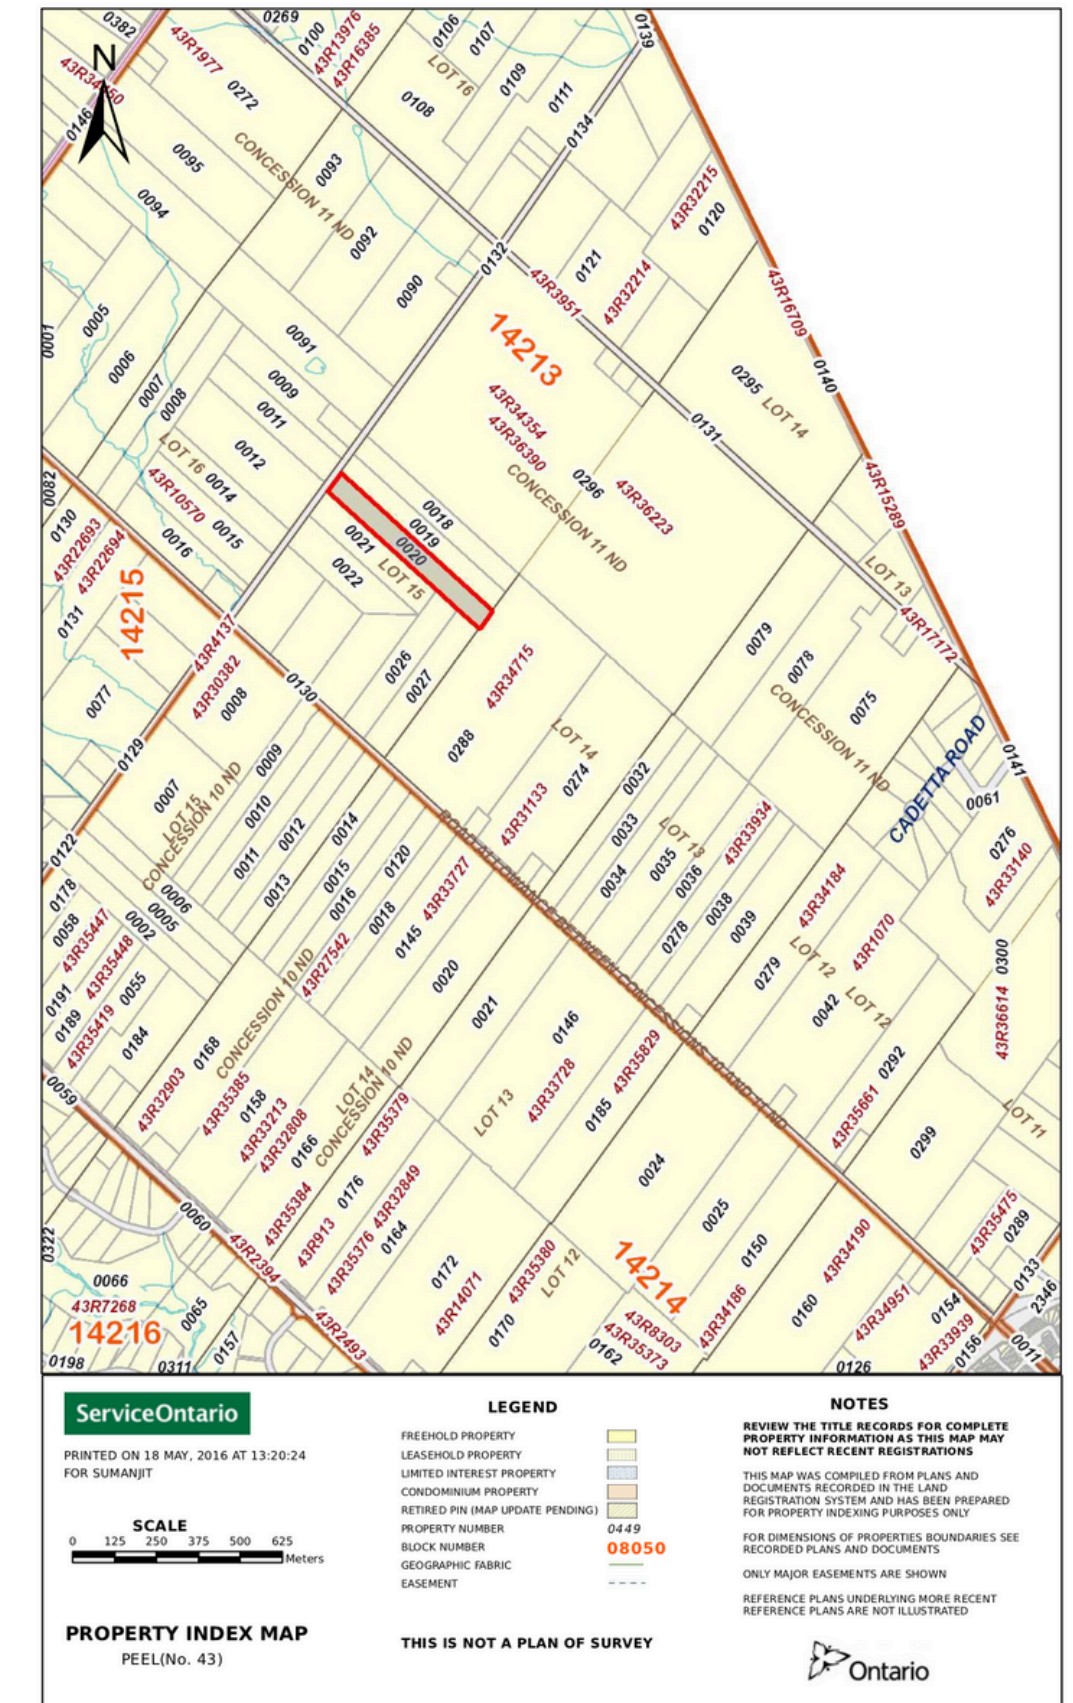 0382
0269
0100
43R13976
43R16385
0106
0107
0139
N
43R1977
0272
LOT 16
0109
0111
0108
0134
0146
0095
CONCESSION 11 ND
0093
0094
0092
0090
0132
43R32215
0120
0121
43R3951
43R32214
43R16709
14213
0001
0005
0006
0007
0008
0091
0009
0011
0012
LOT 16
0014
43R10570
0015
0016
0295
LOT 14
0140
0131
43R34354
43R36390
CONCESSION 11 ND
0296
43R36223
43R15289
0018
0019
0020
0021
0022
LOT 15
0082
0130
43R22693
43R22694
14215
0131
LOT 13
43R17172
43R4137
43R30382
0008
0130
0026
0027
43R34715
0288
LOT 14
0079
0078
0075
CONCESSION 11 ND
CADETTA ROAD
0141
0061
0077
0129
0007
LOT 15
CONCESSION 10 ND
0009
0010
0012
0011
0013
0014
0015
0016
0120
0018
43R33727
43R31133
0274
0032
0033
0034
LOT 13
0035
0036
43R33934
0038
0278
0039
0276
43R33140
0122
0178
0058
43R35447
43R35448
0191
0189
43R35419
0006
0005
0002
0055
0184
ROAD ALLOWANCE BETWEEN CONCESSIONS 10 AND 11 ND
43R34184
43R1070
LOT 12
0279
0042
LOT 12
0300
43R36614
0145
0020
43R27542
CONCESSION 10 ND
0168
0021
0146
43R33728
43R35829
0185
LOT 13
0292
43R35661
0299
LOT 11
0059
43R32903
43R35385
0158
43R33213
43R32808
0166
LOT 14
CONCESSION 10 ND
43R35379
0024
0025
0150
0060
43R2394
43R35384
43R913
0176
43R35376
43R32849
0164
0172
43R14071
43R35380
LOT 12
0170
14214
43R8303
43R35373
0162
43R34186
43R34190
0160
43R34951
0126
43R35475
0289
0133
2346
0154
43R33939
0156
0011
0322
0066
43R7268
14216
0065
0198
0311
0157
43R2493
ServiceOntario
PRINTED ON 18 MAY, 2016 AT 13:20:24
FOR SUMANJIT
SCALE
0 125 250 375 500 625
Meters
PROPERTY INDEX MAP
PEEL(No. 43)
LEGEND
FREEHOLD PROPERTY
LEASEHOLD PROPERTY
LIMITED INTEREST PROPERTY
CONDOMINIUM PROPERTY
RETIRED PIN (MAP UPDATE PENDING)
PROPERTY NUMBER 0449
BLOCK NUMBER 08050
GEOGRAPHIC FABRIC
EASEMENT
THIS IS NOT A PLAN OF SURVEY
NOTES
REVIEW THE TITLE RECORDS FOR COMPLETE
PROPERTY INFORMATION AS THIS MAP MAY
NOT REFLECT RECENT REGISTRATIONS
THIS MAP WAS COMPILED FROM PLANS AND
DOCUMENTS RECORDED IN THE LAND
REGISTRATION SYSTEM AND HAS BEEN PREPARED
FOR PROPERTY INDEXING PURPOSES ONLY
FOR DIMENSIONS OF PROPERTIES BOUNDARIES SEE
RECORDED PLANS AND DOCUMENTS
ONLY MAJOR EASEMENTS ARE SHOWN
REFERENCE PLANS UNDERLYING MORE RECENT
REFERENCE PLANS ARE NOT ILLUSTRATED
Ontario